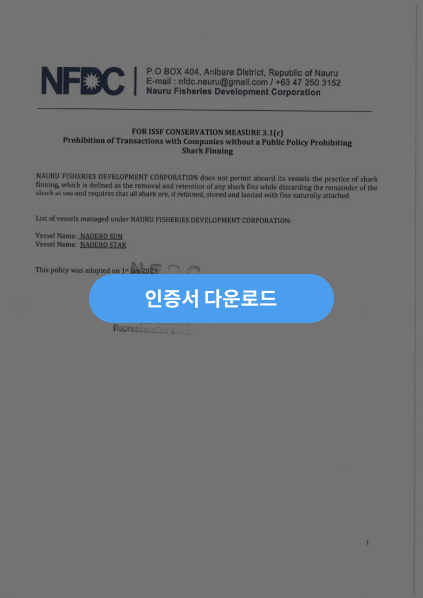 NFDC
P.O BOX 404, Anibare District, Republic of Nauru
E-mail : nfdc.nauru@gmail.com / +63 47 250 3152
Nauru Fisheries Development Corporation
FOR ISSF CONSERVATION MEASURE 3.1(c)
Prohibition of Transactions with Companies without a Public Policy Prohibiting
Shark Finning
NAURU FISHERIES DEVELOPMENT CORPORATION does not permit aboard its vessels the practice of shark
finning, which is defined as the removal and retention of any shark fins while discarding the remainder of the
shark at sea and requires that all shark are, if retained, stored and landed with fins naturally attached
List of vessels managed under NAURU FISHERIES DEVELOPMENT CORPORATION:
Vessel Name: NAOERO SUN
Vessel Name: NAOERO STAR
This policy was adopted on 1st Jan 2023
NFDC
인증서 다운로드
1